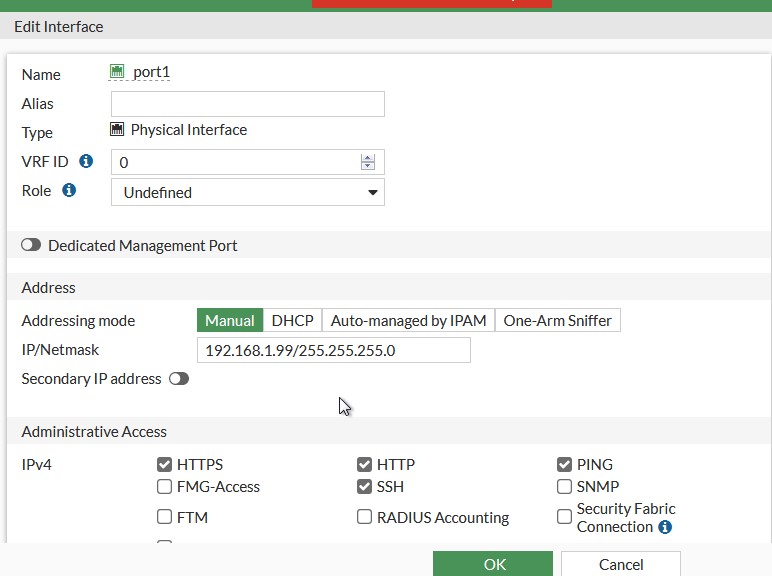 Edit Interface
Name port1
Alias
Type Physical Interface
VRF ID 0
Role Undefined
Dedicated Management Port
Address
Addressing mode Manual DHCP Auto-managed by IPAM One-Arm Sniffer
IP/Netmask 192.168.1.99/255.255.255.0
Secondary IP address
Administrative Access
IPv4 HTTPS HTTP PING
FMG-Access SSH SNMP
FTM RADIUS Accounting Security Fabric
Connection
OK Cancel